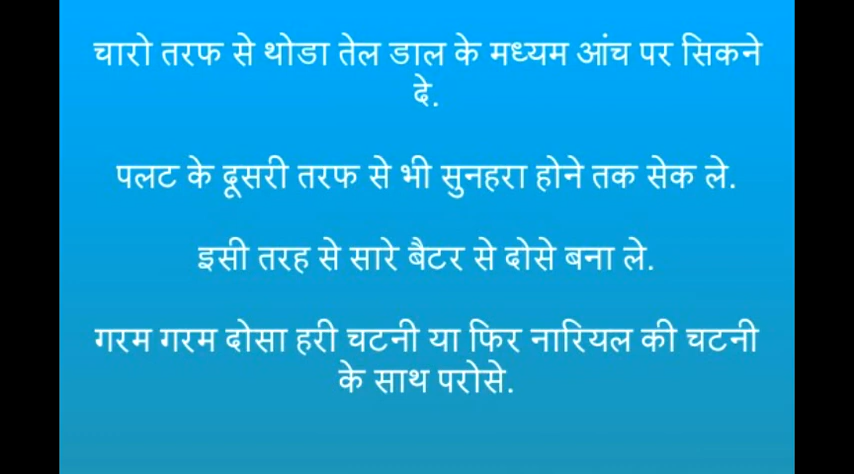 चारो तरफ से थोडा तेल डाल के मध्यम आंच पर सिकने
दे.
पलट के दूसरी तरफ से भी सुनहरा होने तक सेक ले.
इसी तरह से सारे बैटर से दोसे बना ले.
गरम गरम दोसा हरी चटनी या फिर नारियल की चटनी
के साथ परोसे.